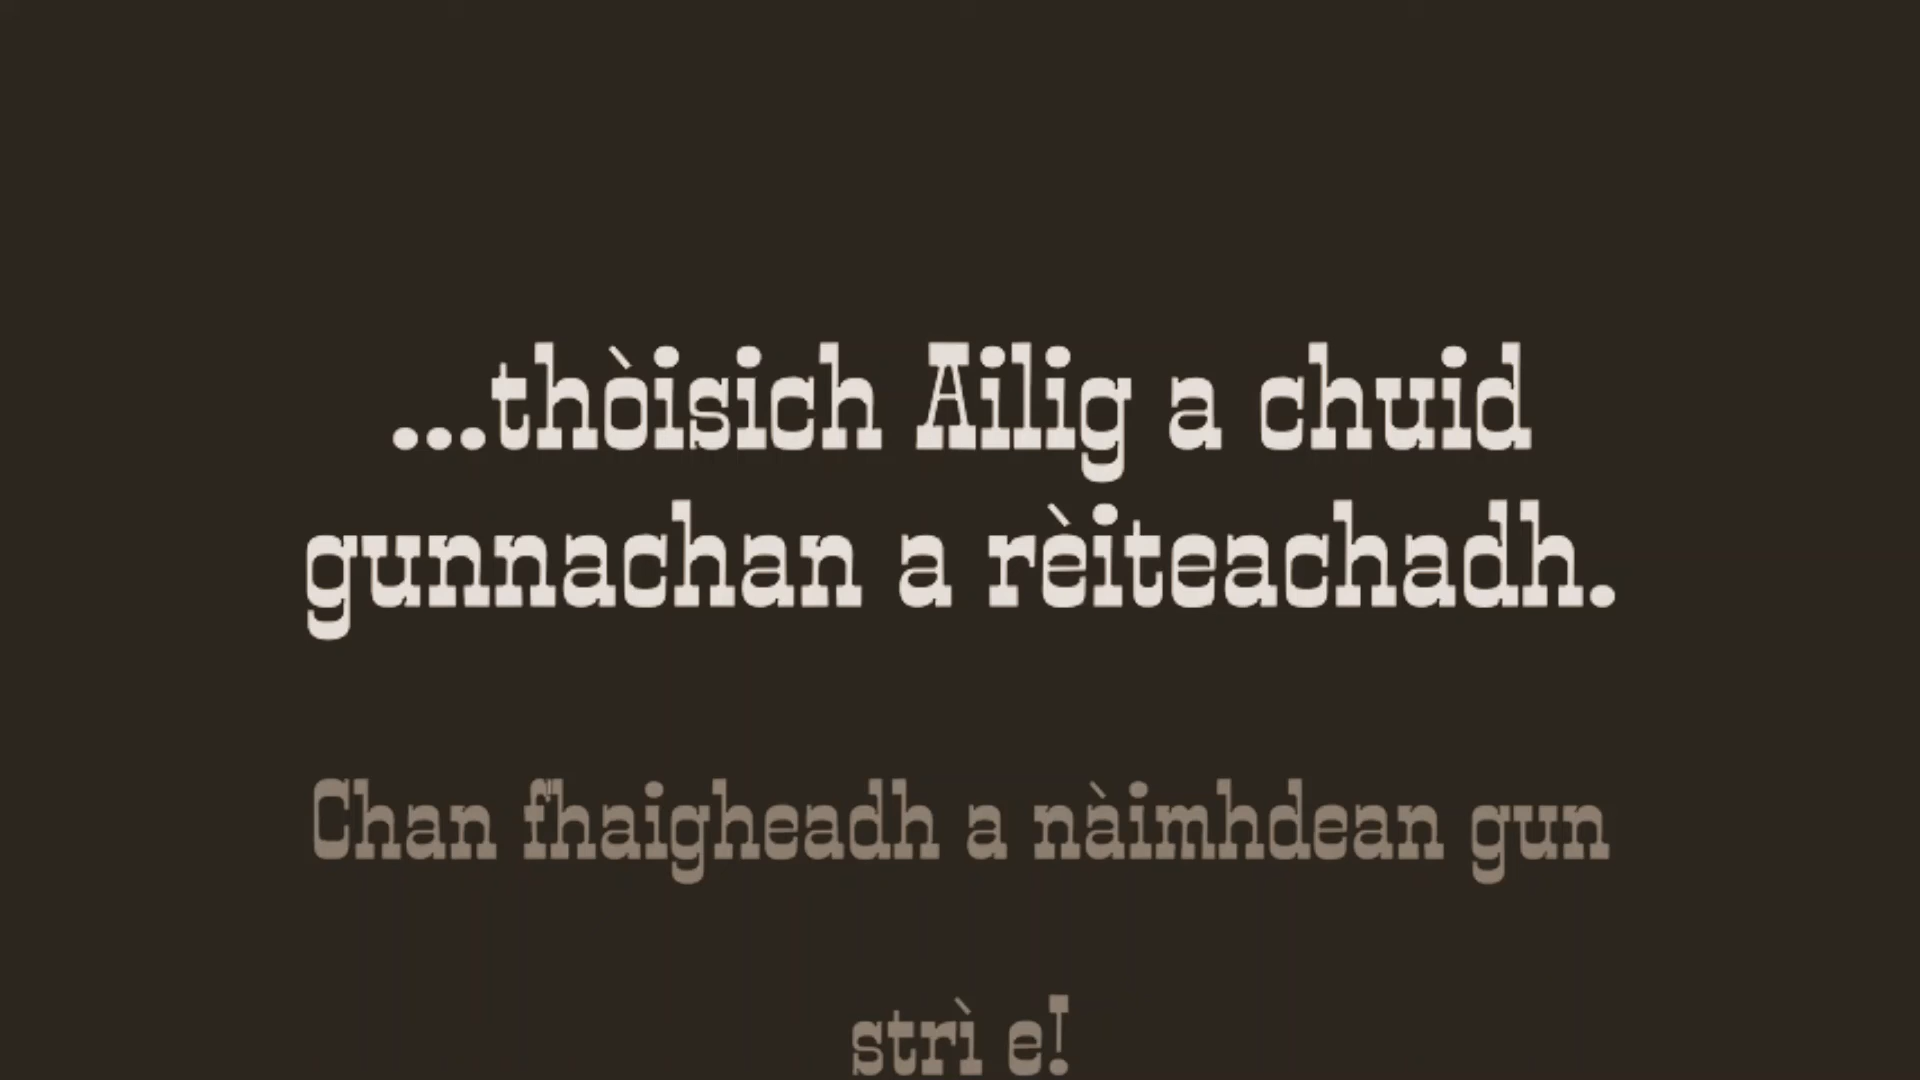 ...thòisich Ailig a chuid
gunnachan a rèiteachadh.
Chan fhaigheadh a nàimhdean gun
strì e!